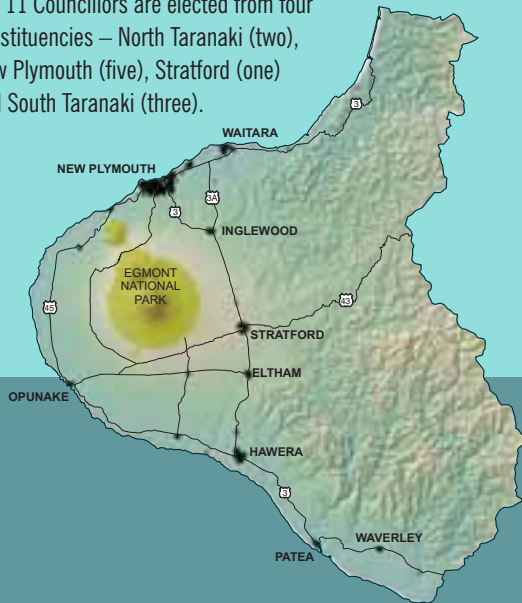 11 Councillors are elected from four
stituencies – North Taranaki (two),
w Plymouth (five), Stratford (one)
South Taranaki (three).
3
WAITARA
NEW PLYMOUTH
3A
3
INGLEWOOD
EGMONT
NATIONAL
PARK
45
43
STRATFORD
ELTHAM
OPUNAKE
HAWERA
3
WAVERLEY
PATEA